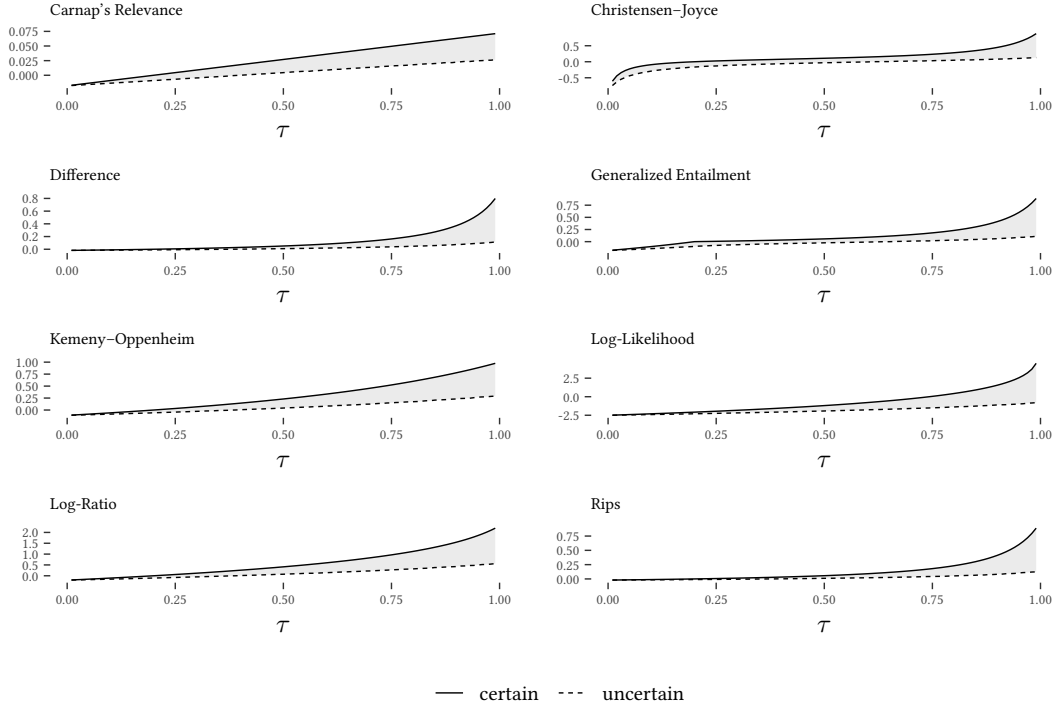 Carnap’s Relevance
0.075
0.050
0.025
0.000
0.00 0.25 0.50 0.75 1.00
τ
Christensen–Joyce
0.5
0.0
-0.5
0.00 0.25 0.50 0.75 1.00
τ
Difference
0.8
0.6
0.4
0.2
0.0
0.00 0.25 0.50 0.75 1.00
τ
Generalized Entailment
0.75
0.50
0.25
0.00
0.00 0.25 0.50 0.75 1.00
τ
Kemeny–Oppenheim
1.00
0.75
0.50
0.25
0.00
0.00 0.25 0.50 0.75 1.00
τ
Log-Likelihood
2.5
0.0
-2.5
0.00 0.25 0.50 0.75 1.00
τ
Log-Ratio
2.0
1.5
1.0
0.5
0.0
0.00 0.25 0.50 0.75 1.00
τ
Rips
0.75
0.50
0.25
0.00
0.00 0.25 0.50 0.75 1.00
τ
certain uncertain